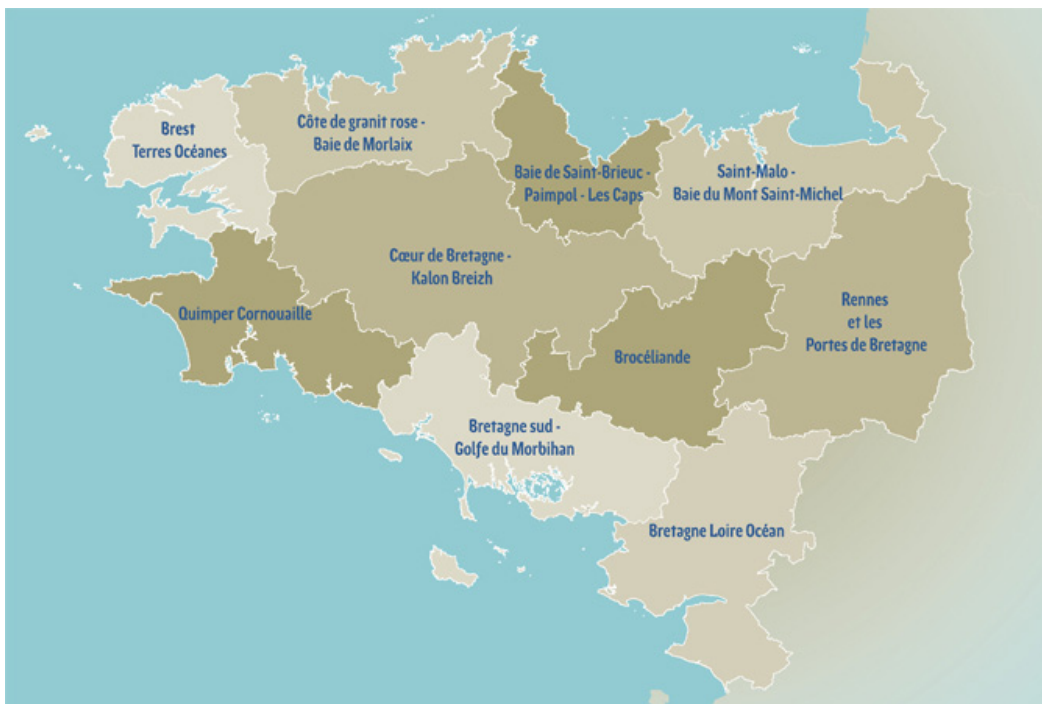 Brest
Terres Océanes
Côte de granit rose -
Baie de Morlaix
Baie de Saint-Brieuc -
Paimpol - Les Caps
Saint-Malo -
Baie du Mont Saint-Michel
Cœur de Bretagne -
Kalon Breizh
Quimper Cornouaille
Rennes
et les
Portes de Bretagne
Brocéliande
Bretagne sud -
Golfe du Morbihan
Bretagne Loire Océan